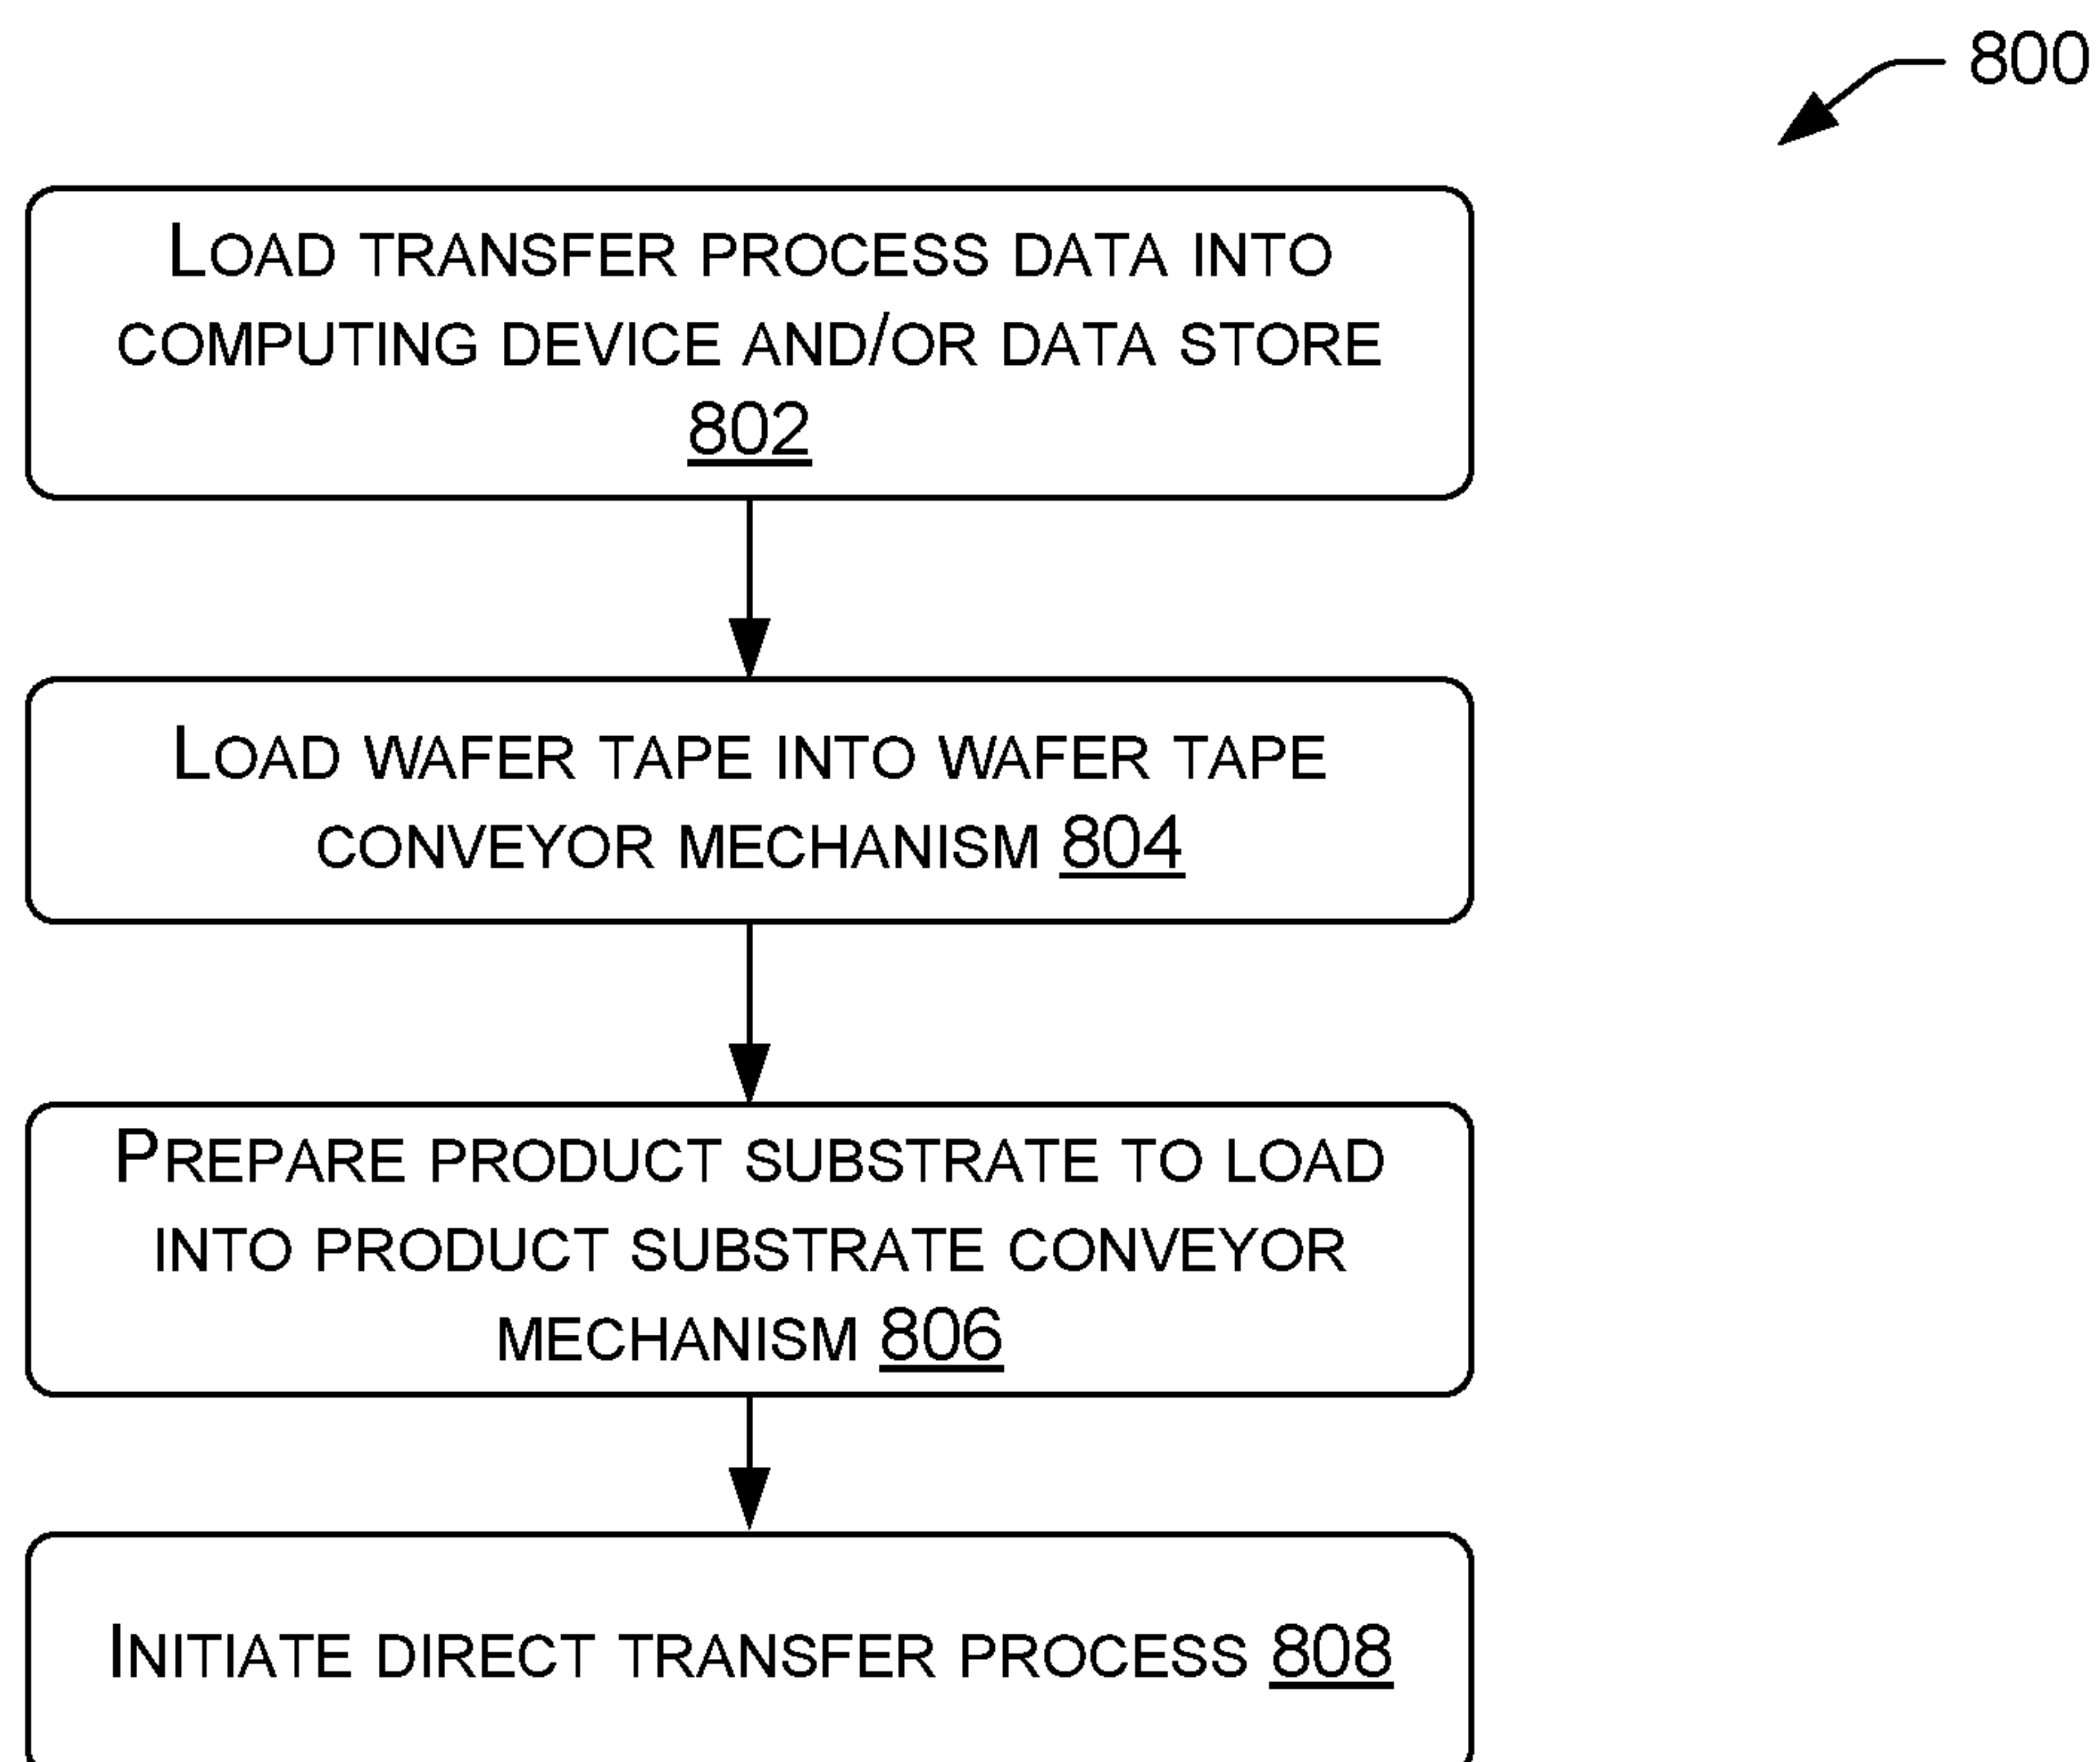 800
Load transfer process data into
computing device and/or data store
802
Load wafer tape into wafer tape
conveyor mechanism 804
Prepare product substrate to load
into product substrate conveyor
mechanism 806
Initiate direct transfer process 808